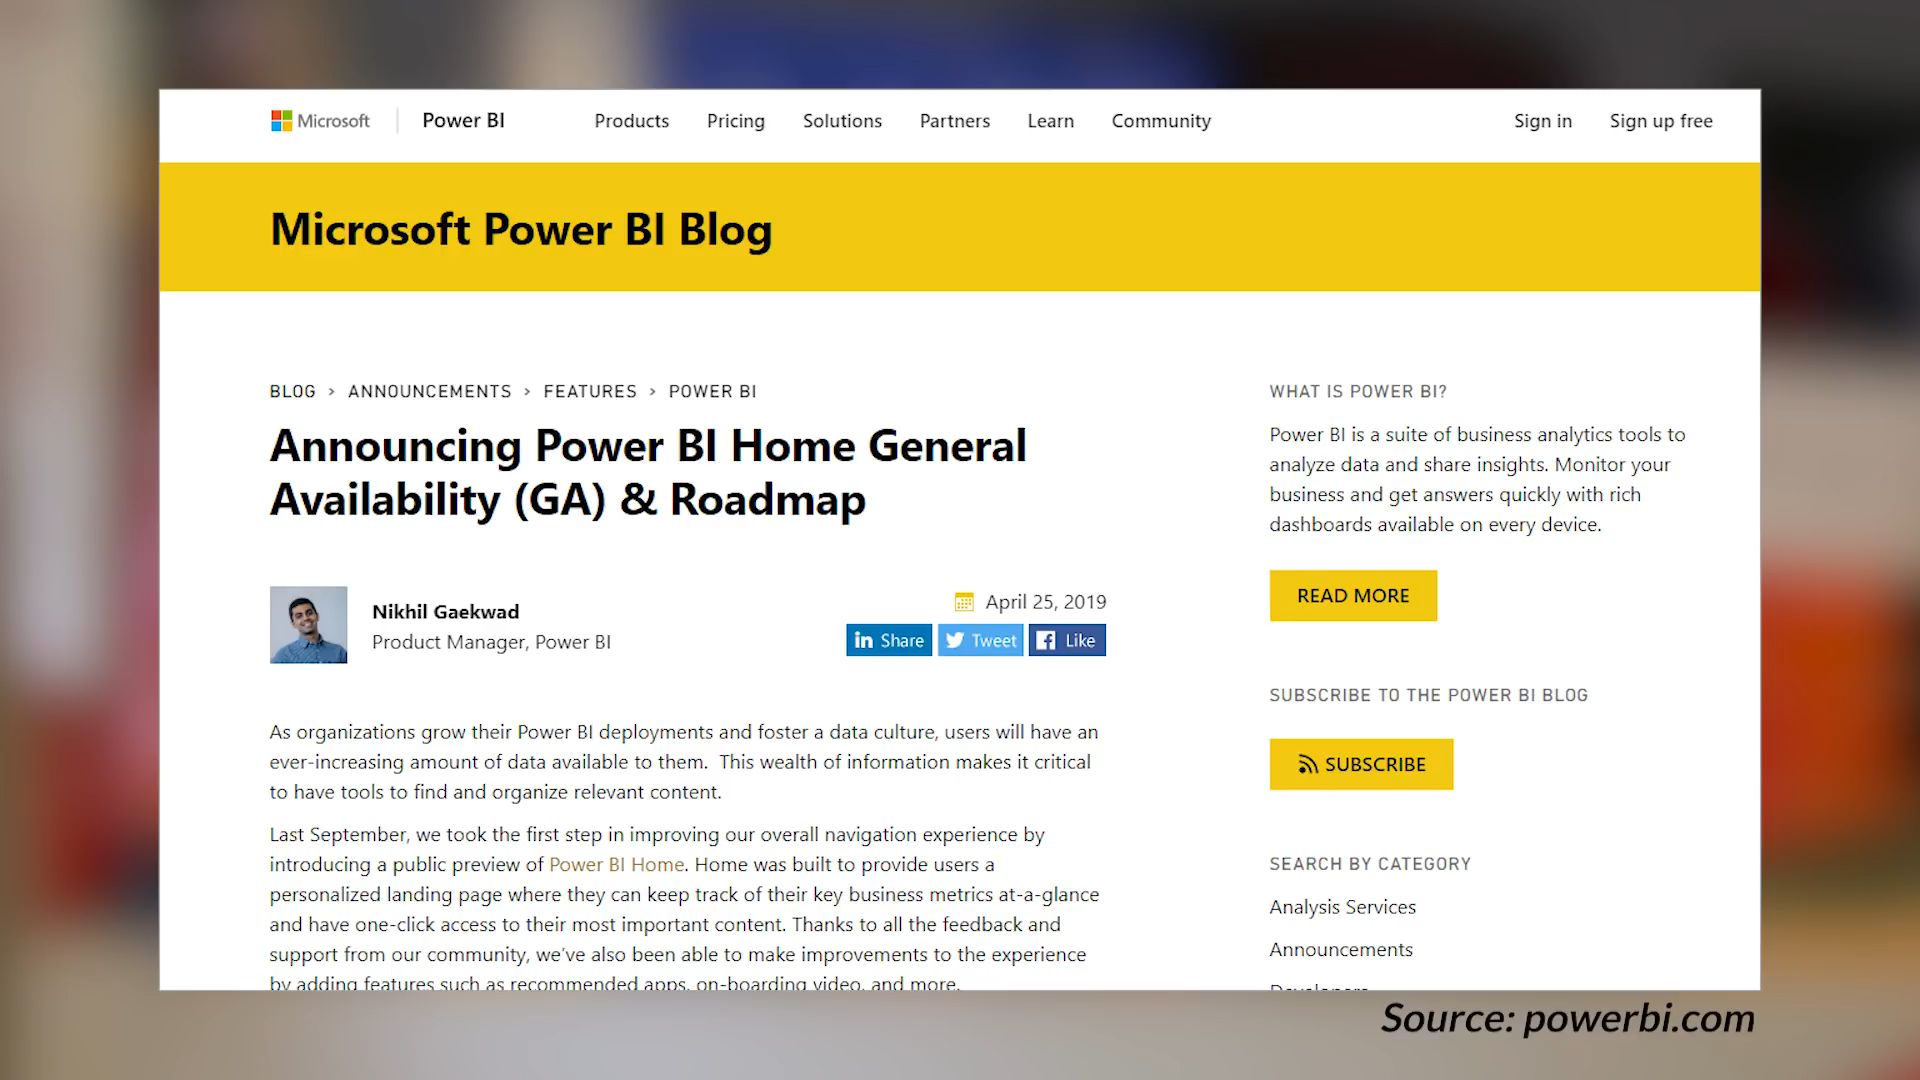 Microsoft
Power BI
Products
Pricing
Solutions
Partners
Learn
Community
Sign in
Sign up free
Microsoft Power BI Blog
BLOG > ANNOUNCEMENTS > FEATURES > POWER BI
Announcing Power BI Home General
Availability (GA) & Roadmap
Nikhil Gaekwad
Product Manager, Power BI
April 25, 2019
in Share
Tweet
Like
As organizations grow their Power BI deployments and foster a data culture, users will have an
ever-increasing amount of data available to them.  This wealth of information makes it critical
to have tools to find and organize relevant content.
Last September, we took the first step in improving our overall navigation experience by
introducing a public preview of Power BI Home. Home was built to provide users a
personalized landing page where they can keep track of their key business metrics at-a-glance
and have one-click access to their most important content. Thanks to all the feedback and
support from our community, we've also been able to make improvements to the experience
by adding features such as recommended apps, on-boarding video, and more.
WHAT IS POWER BI?
Power BI is a suite of business analytics tools to
analyze data and share insights. Monitor your
business and get answers quickly with rich
dashboards available on every device.
READ MORE
SUBSCRIBE TO THE POWER BI BLOG
SUBSCRIBE
SEARCH BY CATEGORY
Analysis Services
Announcements
Developers
Source: powerbi.com